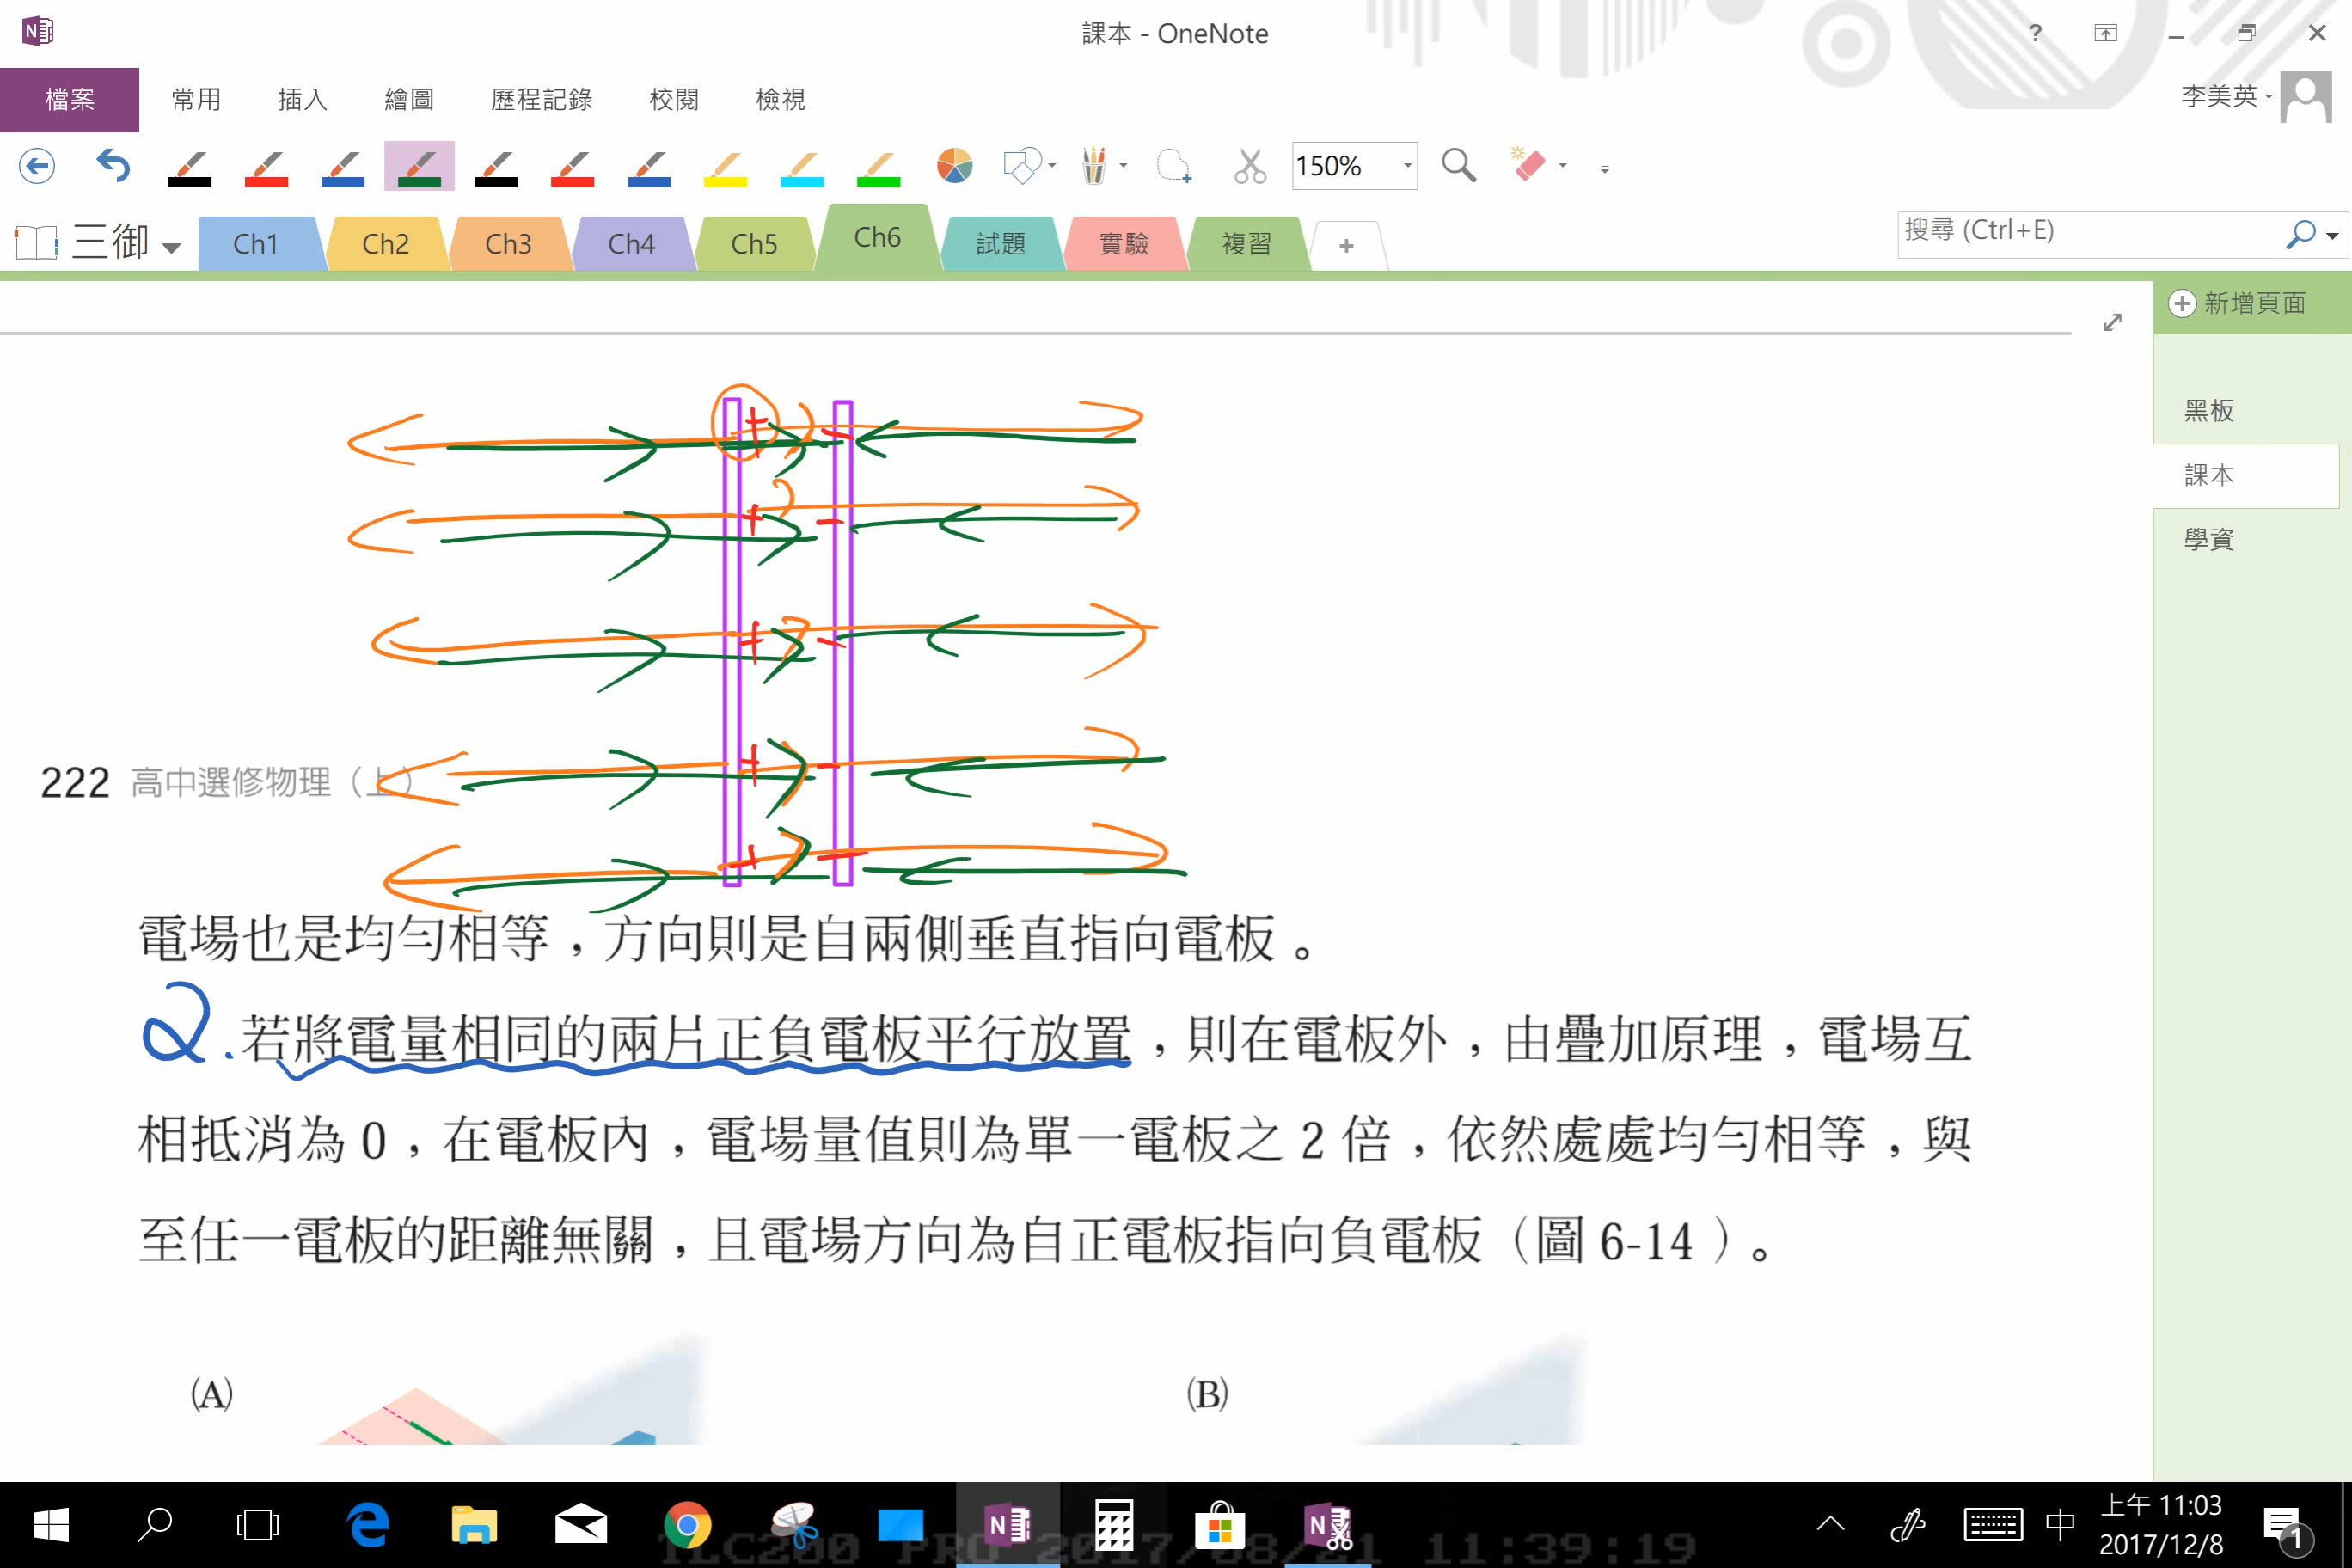 課本 - OneNote
?
檔案 常用 插入 繪圖 歷程記錄 校閱 檢視
李美英
150%
三御 Ch1 Ch2 Ch3 Ch4 Ch5 Ch6 試題 實驗 複習 +
搜尋 (Ctrl+E)
新增頁面
黑板
課本
學資
+ −
+ −
+ −
+ −
+ −
222 高中選修物理（上）
電場也是均勻相等，方向則是自兩側垂直指向電板。
2.若將電量相同的兩片正負電板平行放置，則在電板外，由疊加原理，電場互
相抵消為 0，在電板內，電場量值則為單一電板之 2 倍，依然處處均勻相等，與
至任一電板的距離無關，且電場方向為自正電板指向負電板（圖 6-14）。
(A) (B)
中
上午 11:03
2017/12/8
1
TLC200 PRO 2017/08/21 11:39:19